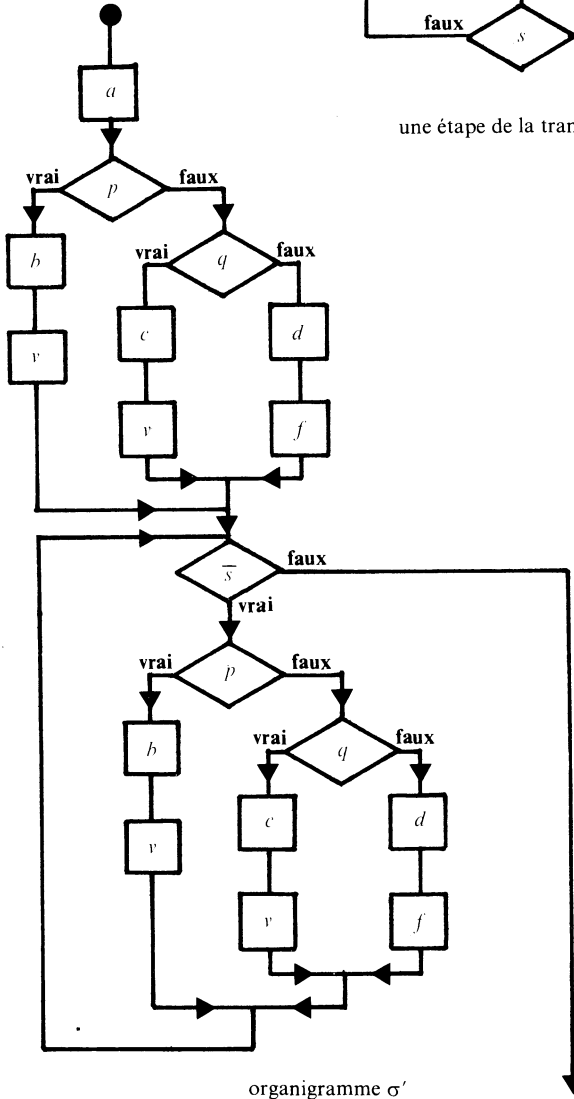 faux
s
une étape de la tran
a
vrai
p
faux
b
vrai
q
faux
v
c
d
v
f
s̅
faux
vrai
vrai
p
faux
b
vrai
q
faux
v
c
d
v
f
organigramme σ′